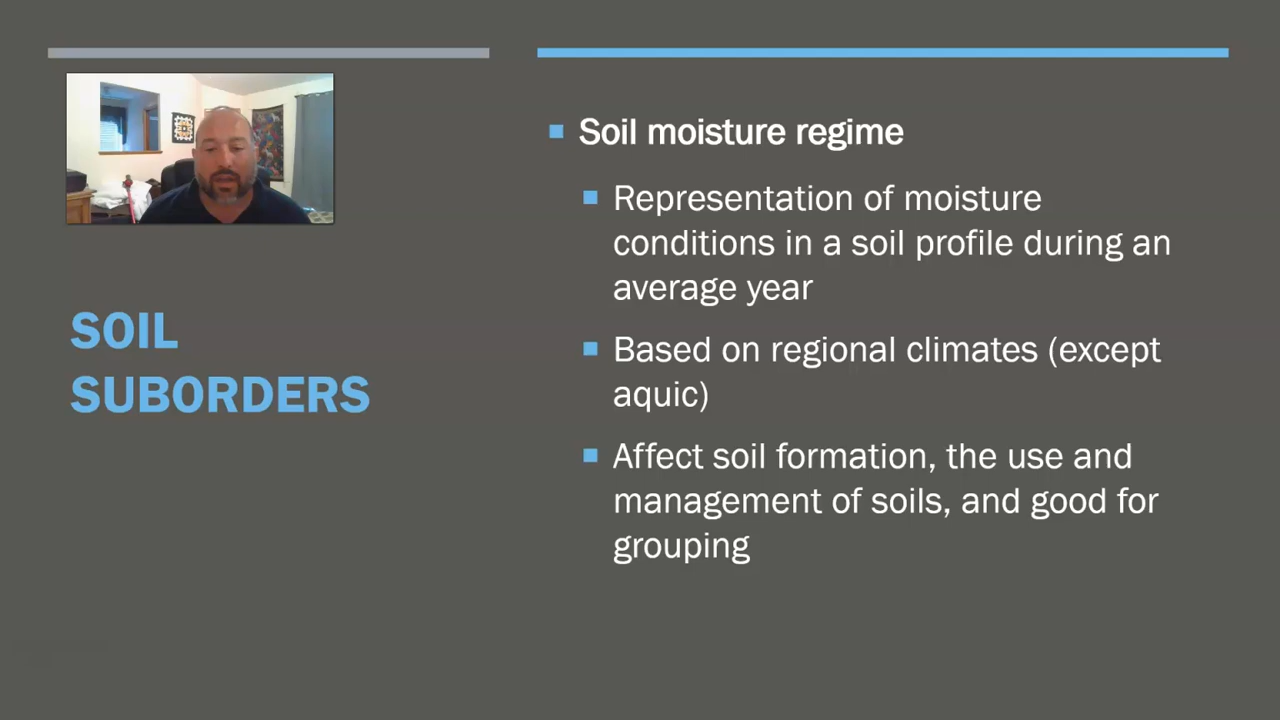 SOIL
SUBORDERS
Soil moisture regime
Representation of moisture
conditions in a soil profile during an
average year
Based on regional climates (except
aquic)
Affect soil formation, the use and
management of soils, and good for
grouping